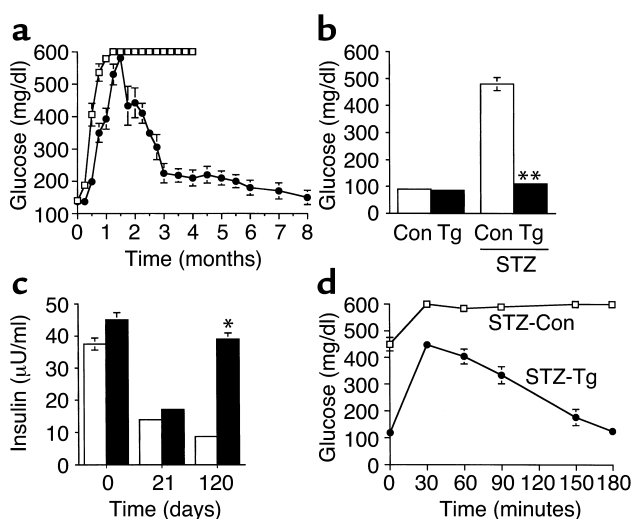 a
Glucose (mg/dl)
600
500
400
300
200
100
0 1 2 3 4 5 6 7 8
Time (months)
b
Glucose (mg/dl)
600
500
400
300
200
100
0
**
Con Tg Con Tg
STZ
c
Insulin (µU/ml)
50
40
30
20
10
0
*
0 21 120
Time (days)
d
Glucose (mg/dl)
600
500
400
300
200
100
0
STZ-Con
STZ-Tg
0 30 60 90 120 150 180
Time (minutes)